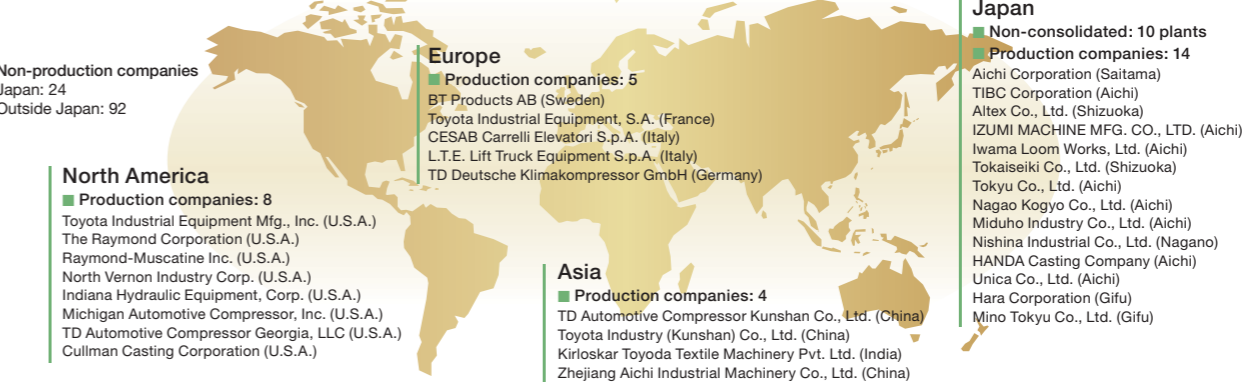 Non-production companies
Japan: 24
Outside Japan: 92
North America
Production companies: 8
Toyota Industrial Equipment Mfg., Inc. (U.S.A.)
The Raymond Corporation (U.S.A.)
Raymond-Muscatine Inc. (U.S.A.)
North Vernon Industry Corp. (U.S.A.)
Indiana Hydraulic Equipment, Corp. (U.S.A.)
Michigan Automotive Compressor, Inc. (U.S.A.)
TD Automotive Compressor Georgia, LLC (U.S.A.)
Cullman Casting Corporation (U.S.A.)
Europe
Production companies: 5
BT Products AB (Sweden)
Toyota Industrial Equipment, S.A. (France)
CESAB Carrelli Elevatori S.p.A. (Italy)
L.T.E. Lift Truck Equipment S.p.A. (Italy)
TD Deutsche Klimakompressor GmbH (Germany)
Asia
Production companies: 4
TD Automotive Compressor Kunshan Co., Ltd. (China)
Toyota Industry (Kunshan) Co., Ltd. (China)
Kirloskar Toyoda Textile Machinery Pvt. Ltd. (India)
Zhejiang Aichi Industrial Machinery Co., Ltd. (China)
Japan
Non-consolidated: 10 plants
Production companies: 14
Aichi Corporation (Saitama)
TIBC Corporation (Aichi)
Altex Co., Ltd. (Shizuoka)
IZUMI MACHINE MFG. CO., LTD. (Aichi)
Iwama Loom Works, Ltd. (Aichi)
Tokaiseiki Co., Ltd. (Shizuoka)
Tokyu Co., Ltd. (Aichi)
Nagao Kogyo Co., Ltd. (Aichi)
Miduho Industry Co., Ltd. (Aichi)
Nishina Industrial Co., Ltd. (Nagano)
HANDA Casting Company (Aichi)
Unica Co., Ltd. (Aichi)
Hara Corporation (Gifu)
Mino Tokyu Co., Ltd. (Gifu)